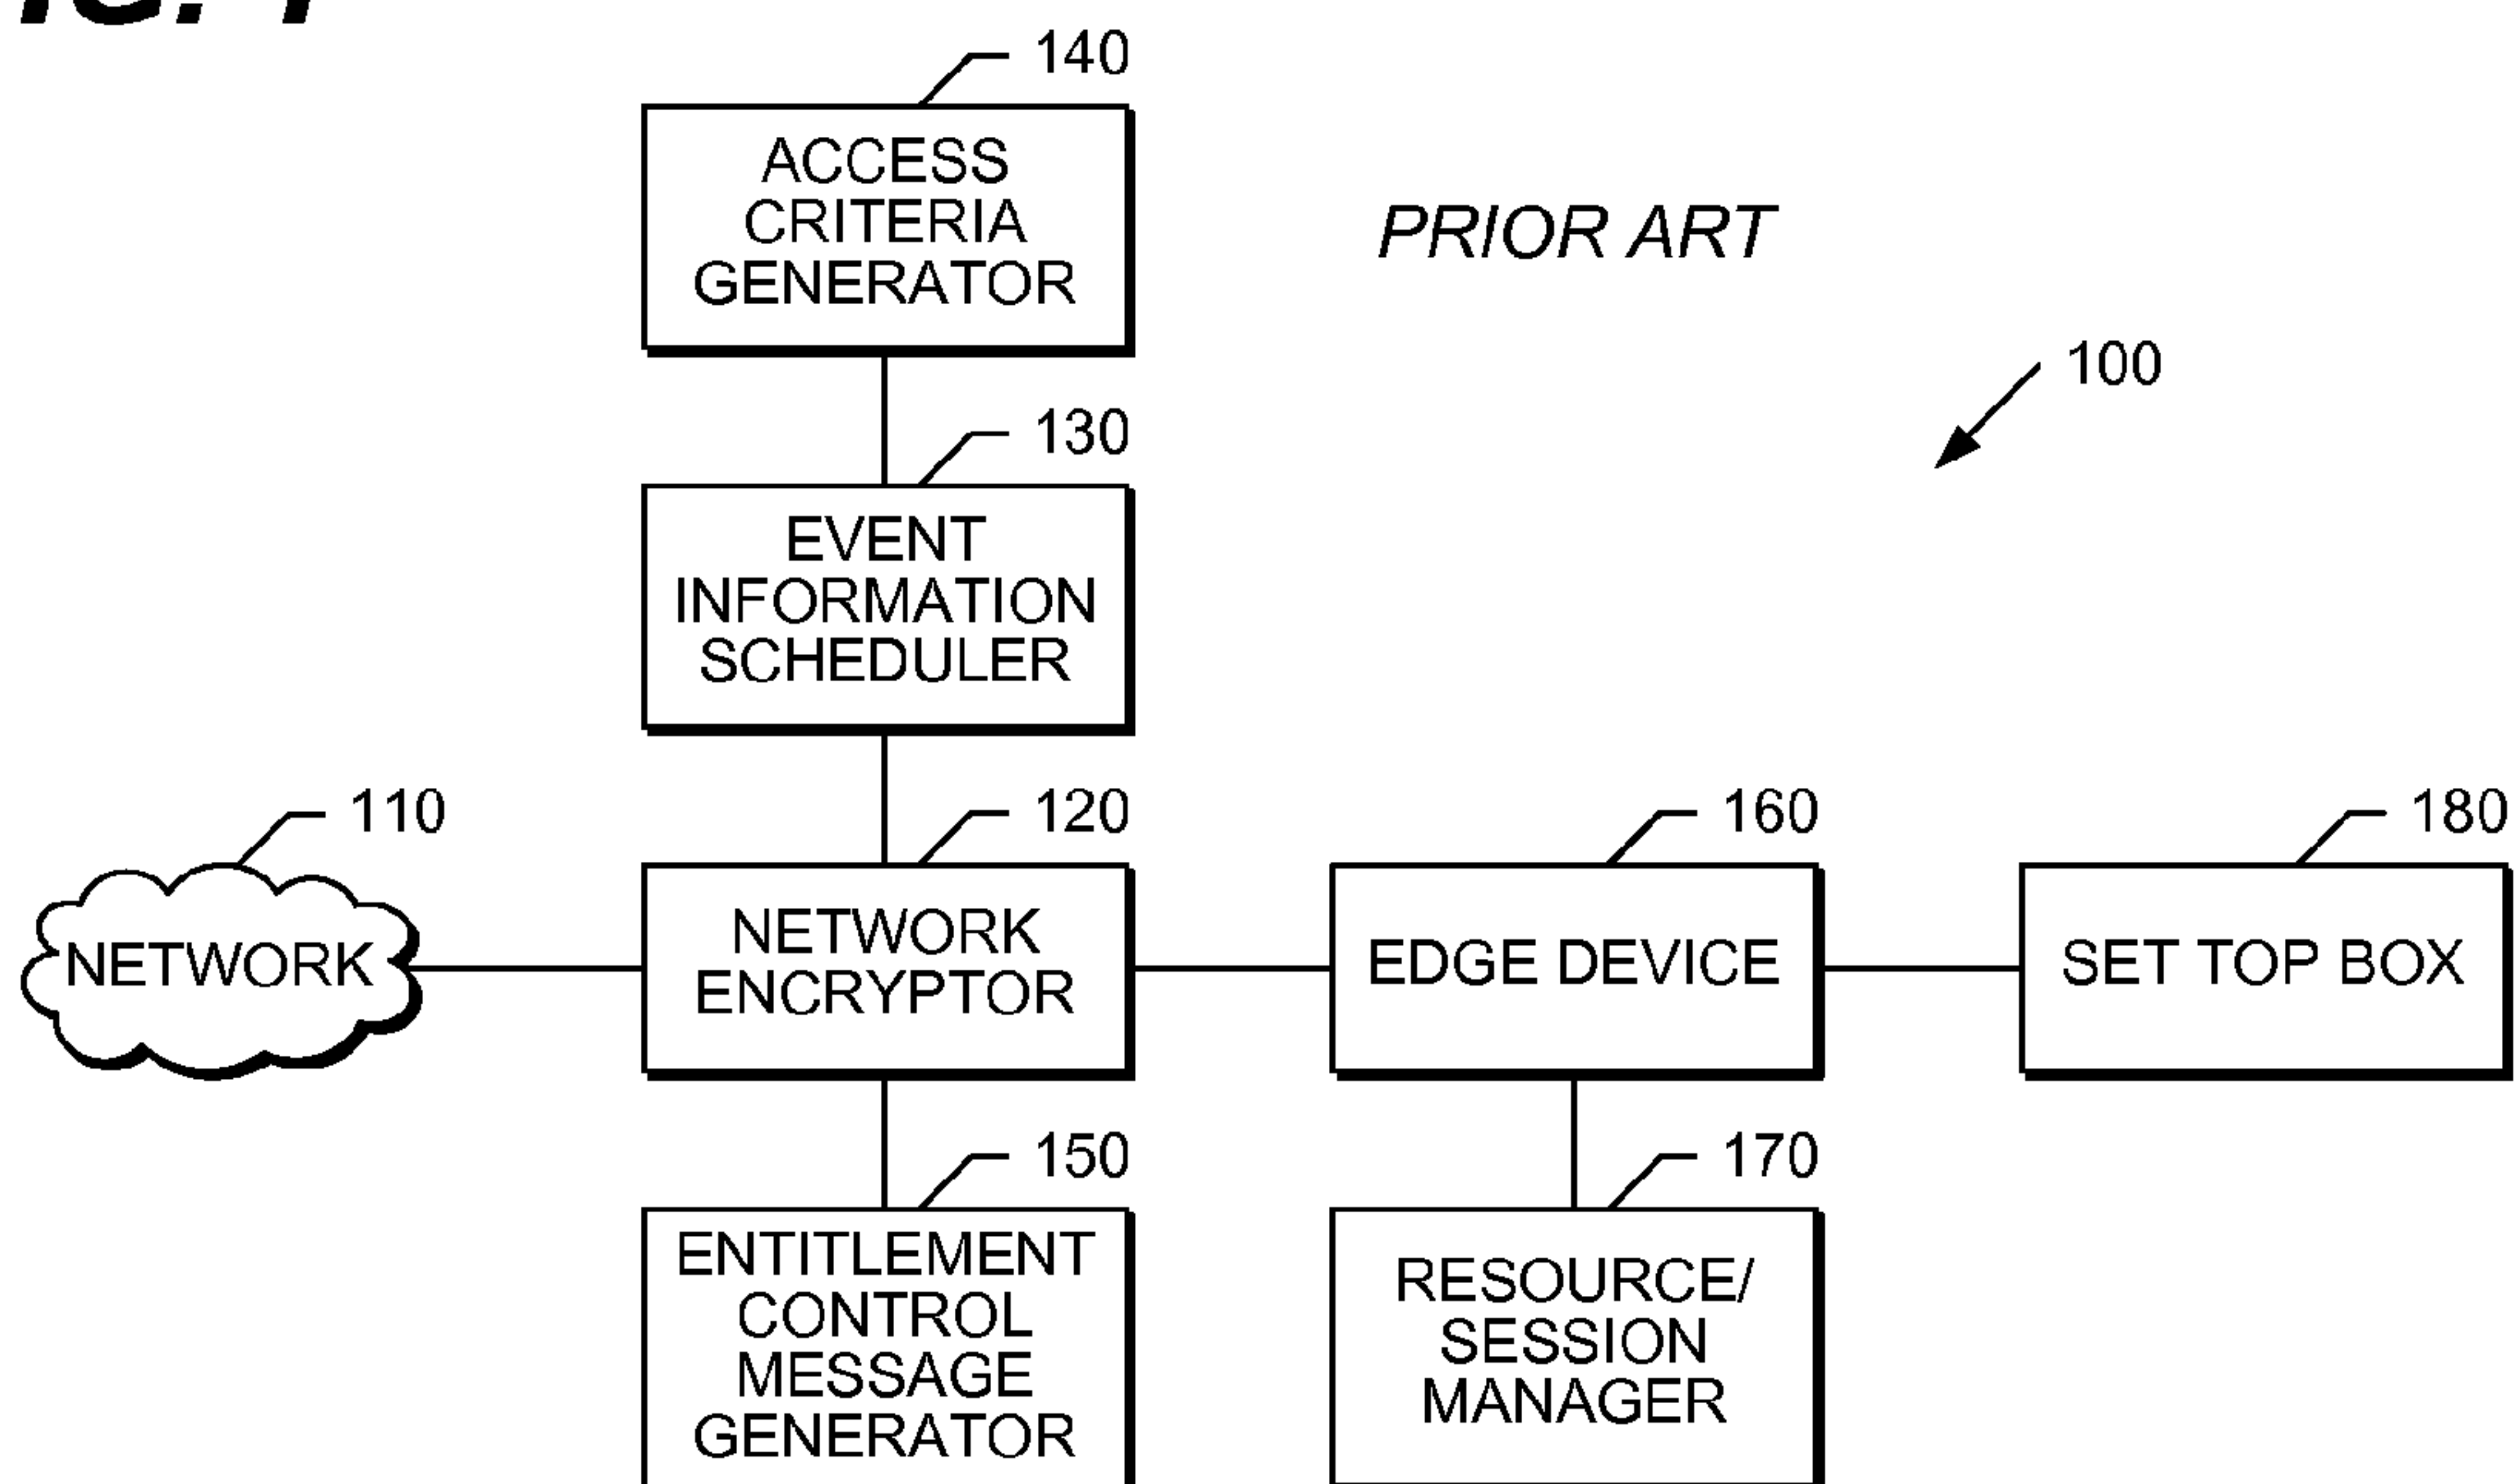 140
ACCESS
CRITERIA
GENERATOR
PRIOR ART
100
130
EVENT
INFORMATION
SCHEDULER
110
120
160
180
NETWORK
NETWORK
ENCRYPTOR
EDGE DEVICE
SET TOP BOX
150
170
ENTITLEMENT
CONTROL
MESSAGE
GENERATOR
RESOURCE/
SESSION
MANAGER